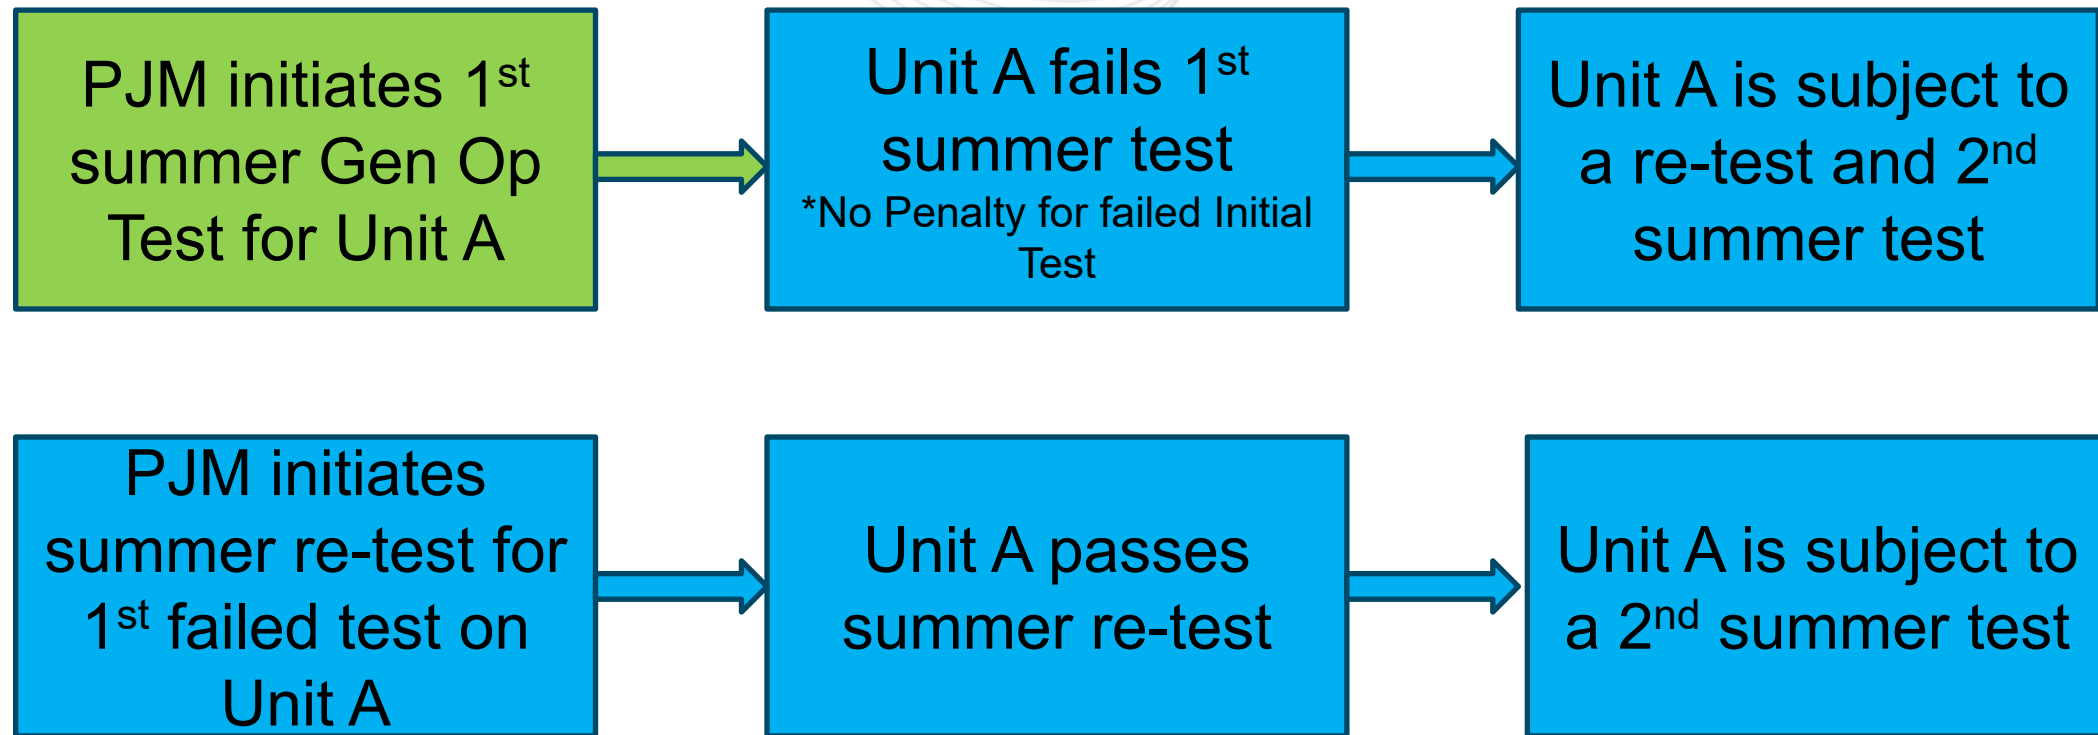 PJM initiates 1st
summer Gen Op
Test for Unit A
Unit A fails 1st
summer test
*No Penalty for failed Initial
Test
Unit A is subject to
a re-test and 2nd
summer test
PJM initiates
summer re-test for
1st failed test on
Unit A
Unit A passes
summer re-test
Unit A is subject to
a 2nd summer test